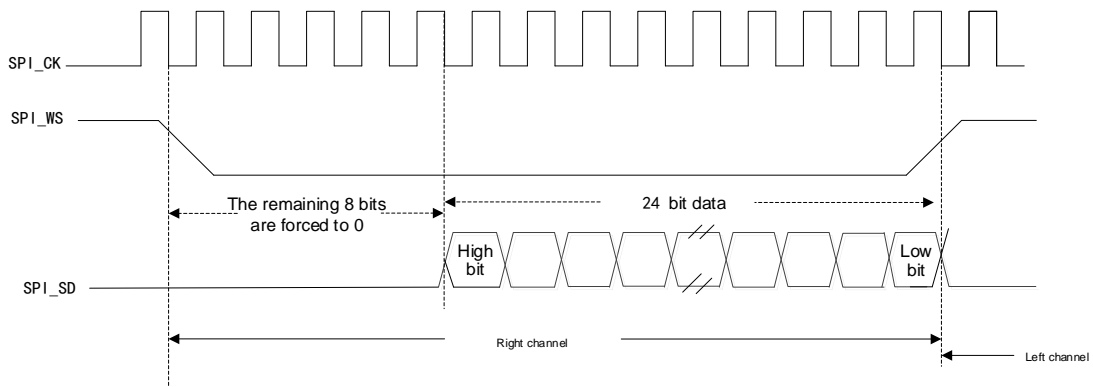 SPI_CK
SPI_WS
The remaining 8 bits
are forced to 0
24 bit data
High
bit
Low
bit
SPI_SD
Right channel
Left channel